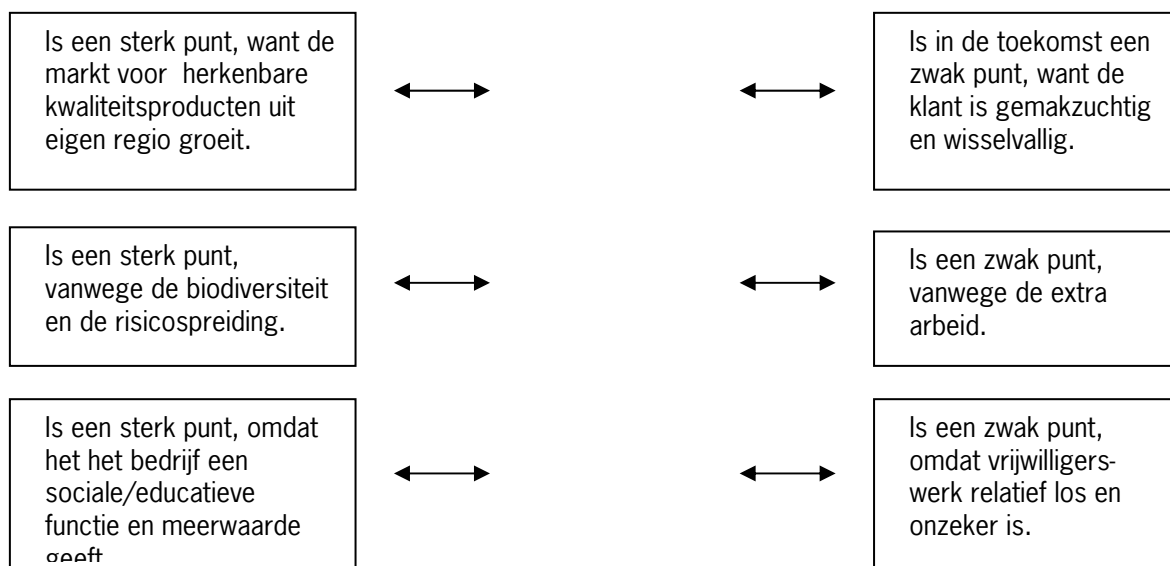 Is een sterk punt, want de
markt voor herkenbare
kwaliteitsproducten uit
eigen regio groeit.
Is in de toekomst een
zwak punt, want de
klant is gemakzuchtig
en wisselvallig.
Is een sterk punt,
vanwege de biodiversiteit
en de risicospreiding.
Is een zwak punt,
vanwege de extra
arbeid.
Is een sterk punt, omdat
het het bedrijf een
sociale/educatieve
functie en meerwaarde
geeft
Is een zwak punt,
omdat vrijwilligers-
werk relatief los en
onzeker is.